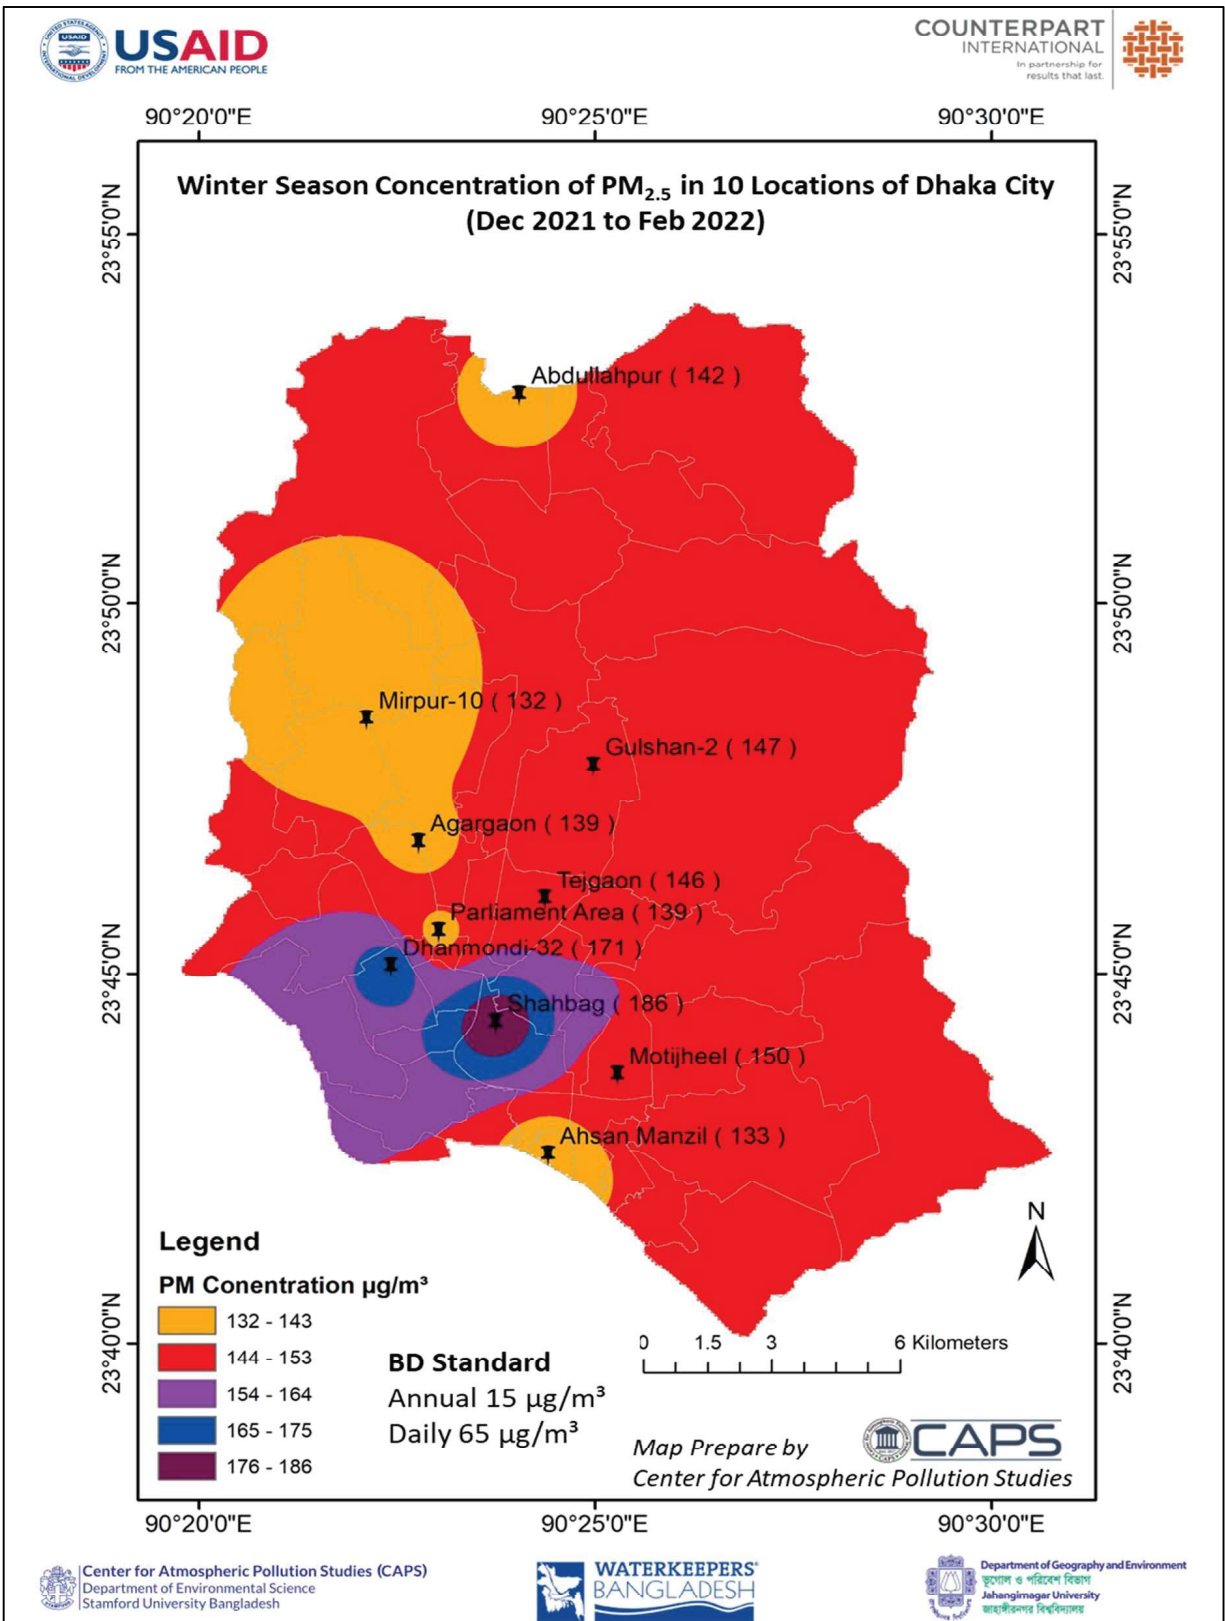 USAID
FROM THE AMERICAN PEOPLE
COUNTERPART
INTERNATIONAL
In partnership for
results that last.
90°20'0"E 90°25'0"E 90°30'0"E
Winter Season Concentration of PM2.5 in 10 Locations of Dhaka City
(Dec 2021 to Feb 2022)
23°55'0"N 23°55'0"N
Abdullahpur ( 142 )
23°50'0"N 23°50'0"N
Mirpur-10 ( 132 )
Gulshan-2 ( 147 )
Agargaon ( 139 )
Tejgaon ( 146 )
Parliament Area ( 139 )
Dhanmondi-32 ( 171 )
23°45'0"N 23°45'0"N
Shahbag ( 186 )
Motijheel ( 150 )
Ahsan Manzil ( 133 )
N
Legend
PM Conentration µg/m³
132 - 143
144 - 153
154 - 164
165 - 175
176 - 186
BD Standard
Annual 15 µg/m³
Daily 65 µg/m³
0 1.5 3 6 Kilometers
23°40'0"N 23°40'0"N
CAPS
Map Prepare by
Center for Atmospheric Pollution Studies
90°20'0"E 90°25'0"E 90°30'0"E
Center for Atmospheric Pollution Studies (CAPS)
Department of Environmental Science
Stamford University Bangladesh
WATERKEEPERS®
BANGLADESH
Department of Geography and Environment
ভূগোল ও পরিবেশ বিভাগ
Jahangirnagar University
জাহাঙ্গীরনগর বিশ্ববিদ্যালয়